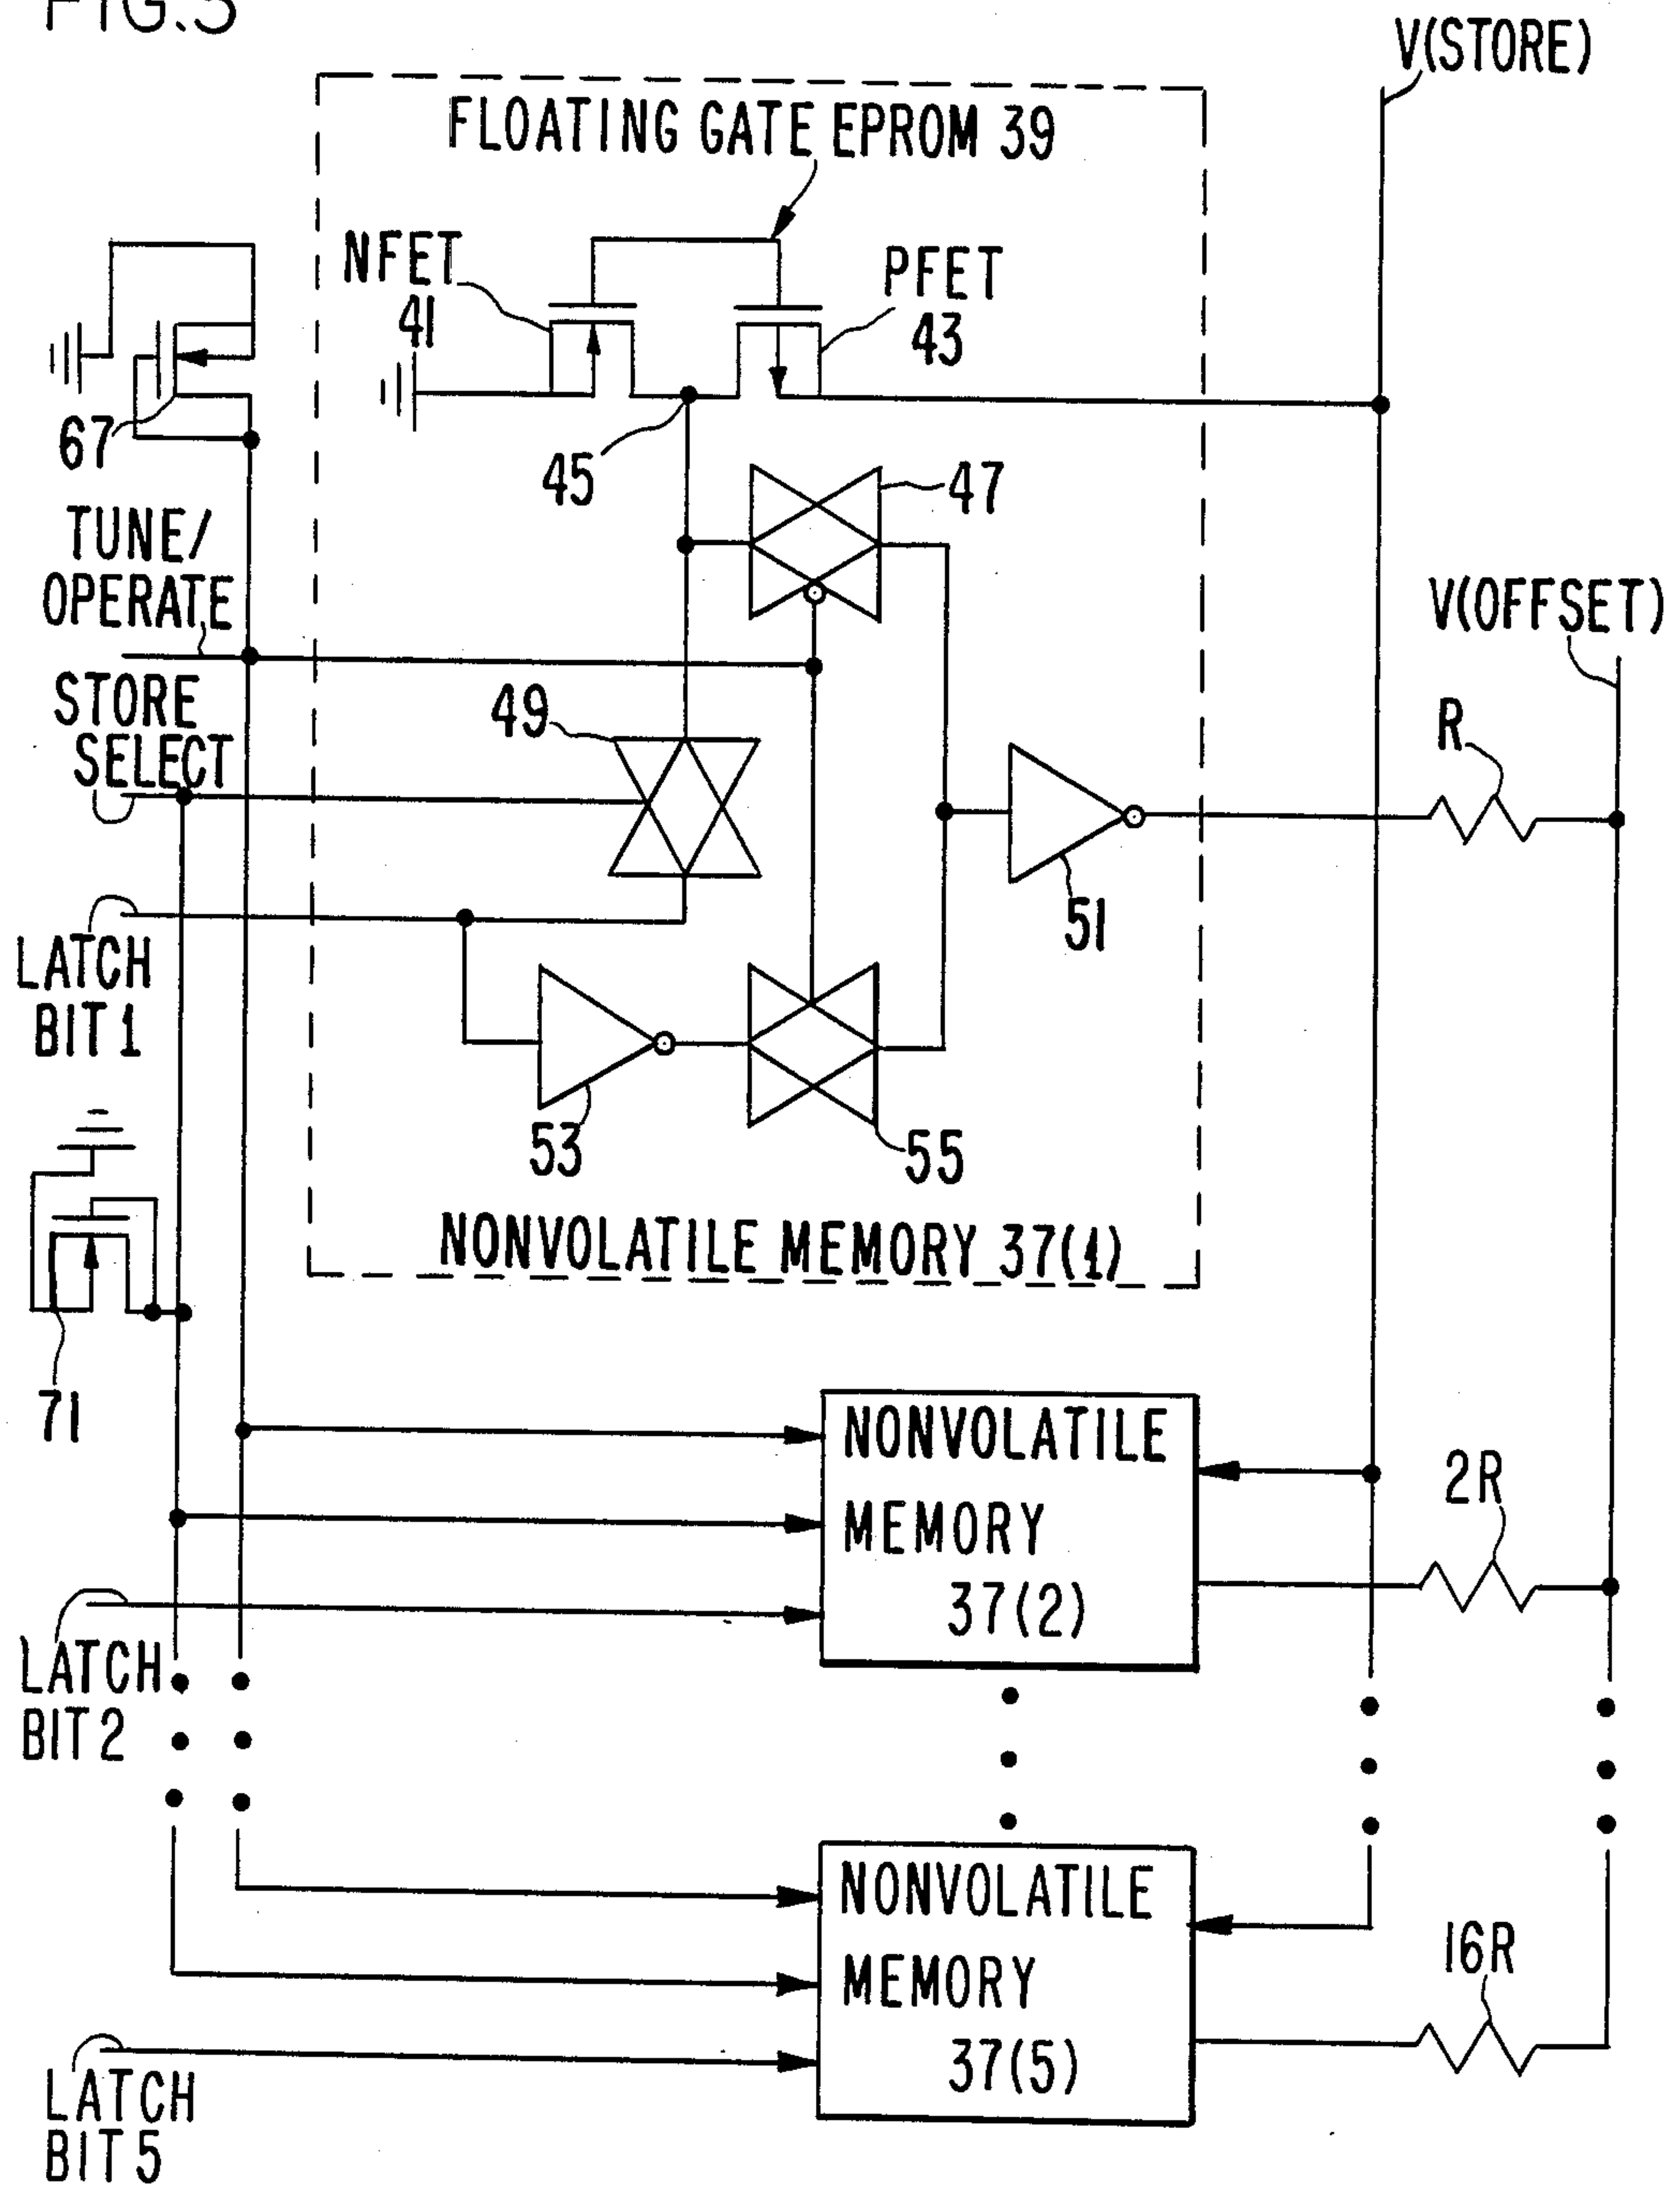 FIG.3
V(STORE)
FLOATING GATE EPROM 39
NFET
41
PFET
43
67
45
47
TUNE/
OPERATE
V(OFFSET)
STORE
SELECT
49
R
51
LATCH
BIT 1
53
55
NONVOLATILE MEMORY 37(1)
71
NONVOLATILE
MEMORY
37(2)
2R
LATCH
BIT 2
NONVOLATILE
MEMORY
37(5)
16R
LATCH
BIT 5